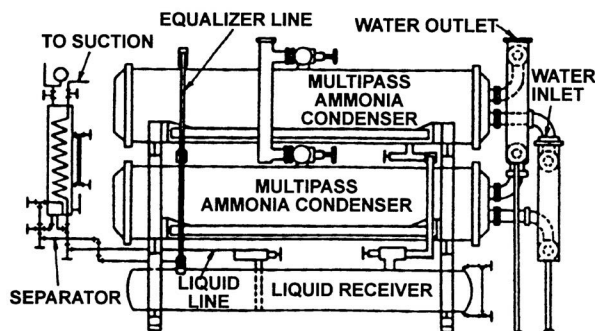 EQUALIZER LINE
WATER OUTLET
TO SUCTION
WATER
INLET
MULTIPASS
AMMONIA
CONDENSER
MULTIPASS
AMMONIA CONDENSER
SEPARATOR
LIQUID
LINE
LIQUID RECEIVER